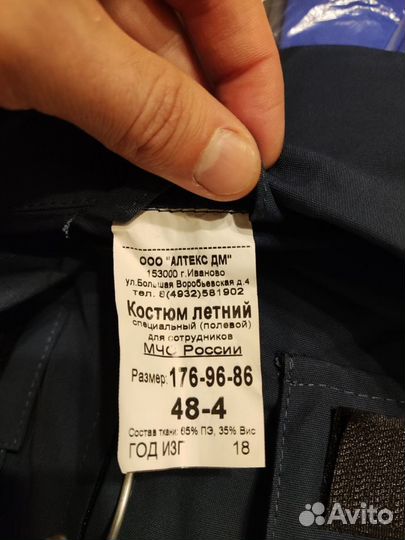 ООО "АЛТЕКС ДМ"
153000 г.Иваново
ул.Большая Воробьевская д.4
тел. 8(4932)581902
Костюм летний
специальный (полевой)
для сотрудников
МЧС России
Размер: 176-96-86
48-4
Состав ткани: 65% ПЭ, 35% Вис
ГОД ИЗГ 18
Avito